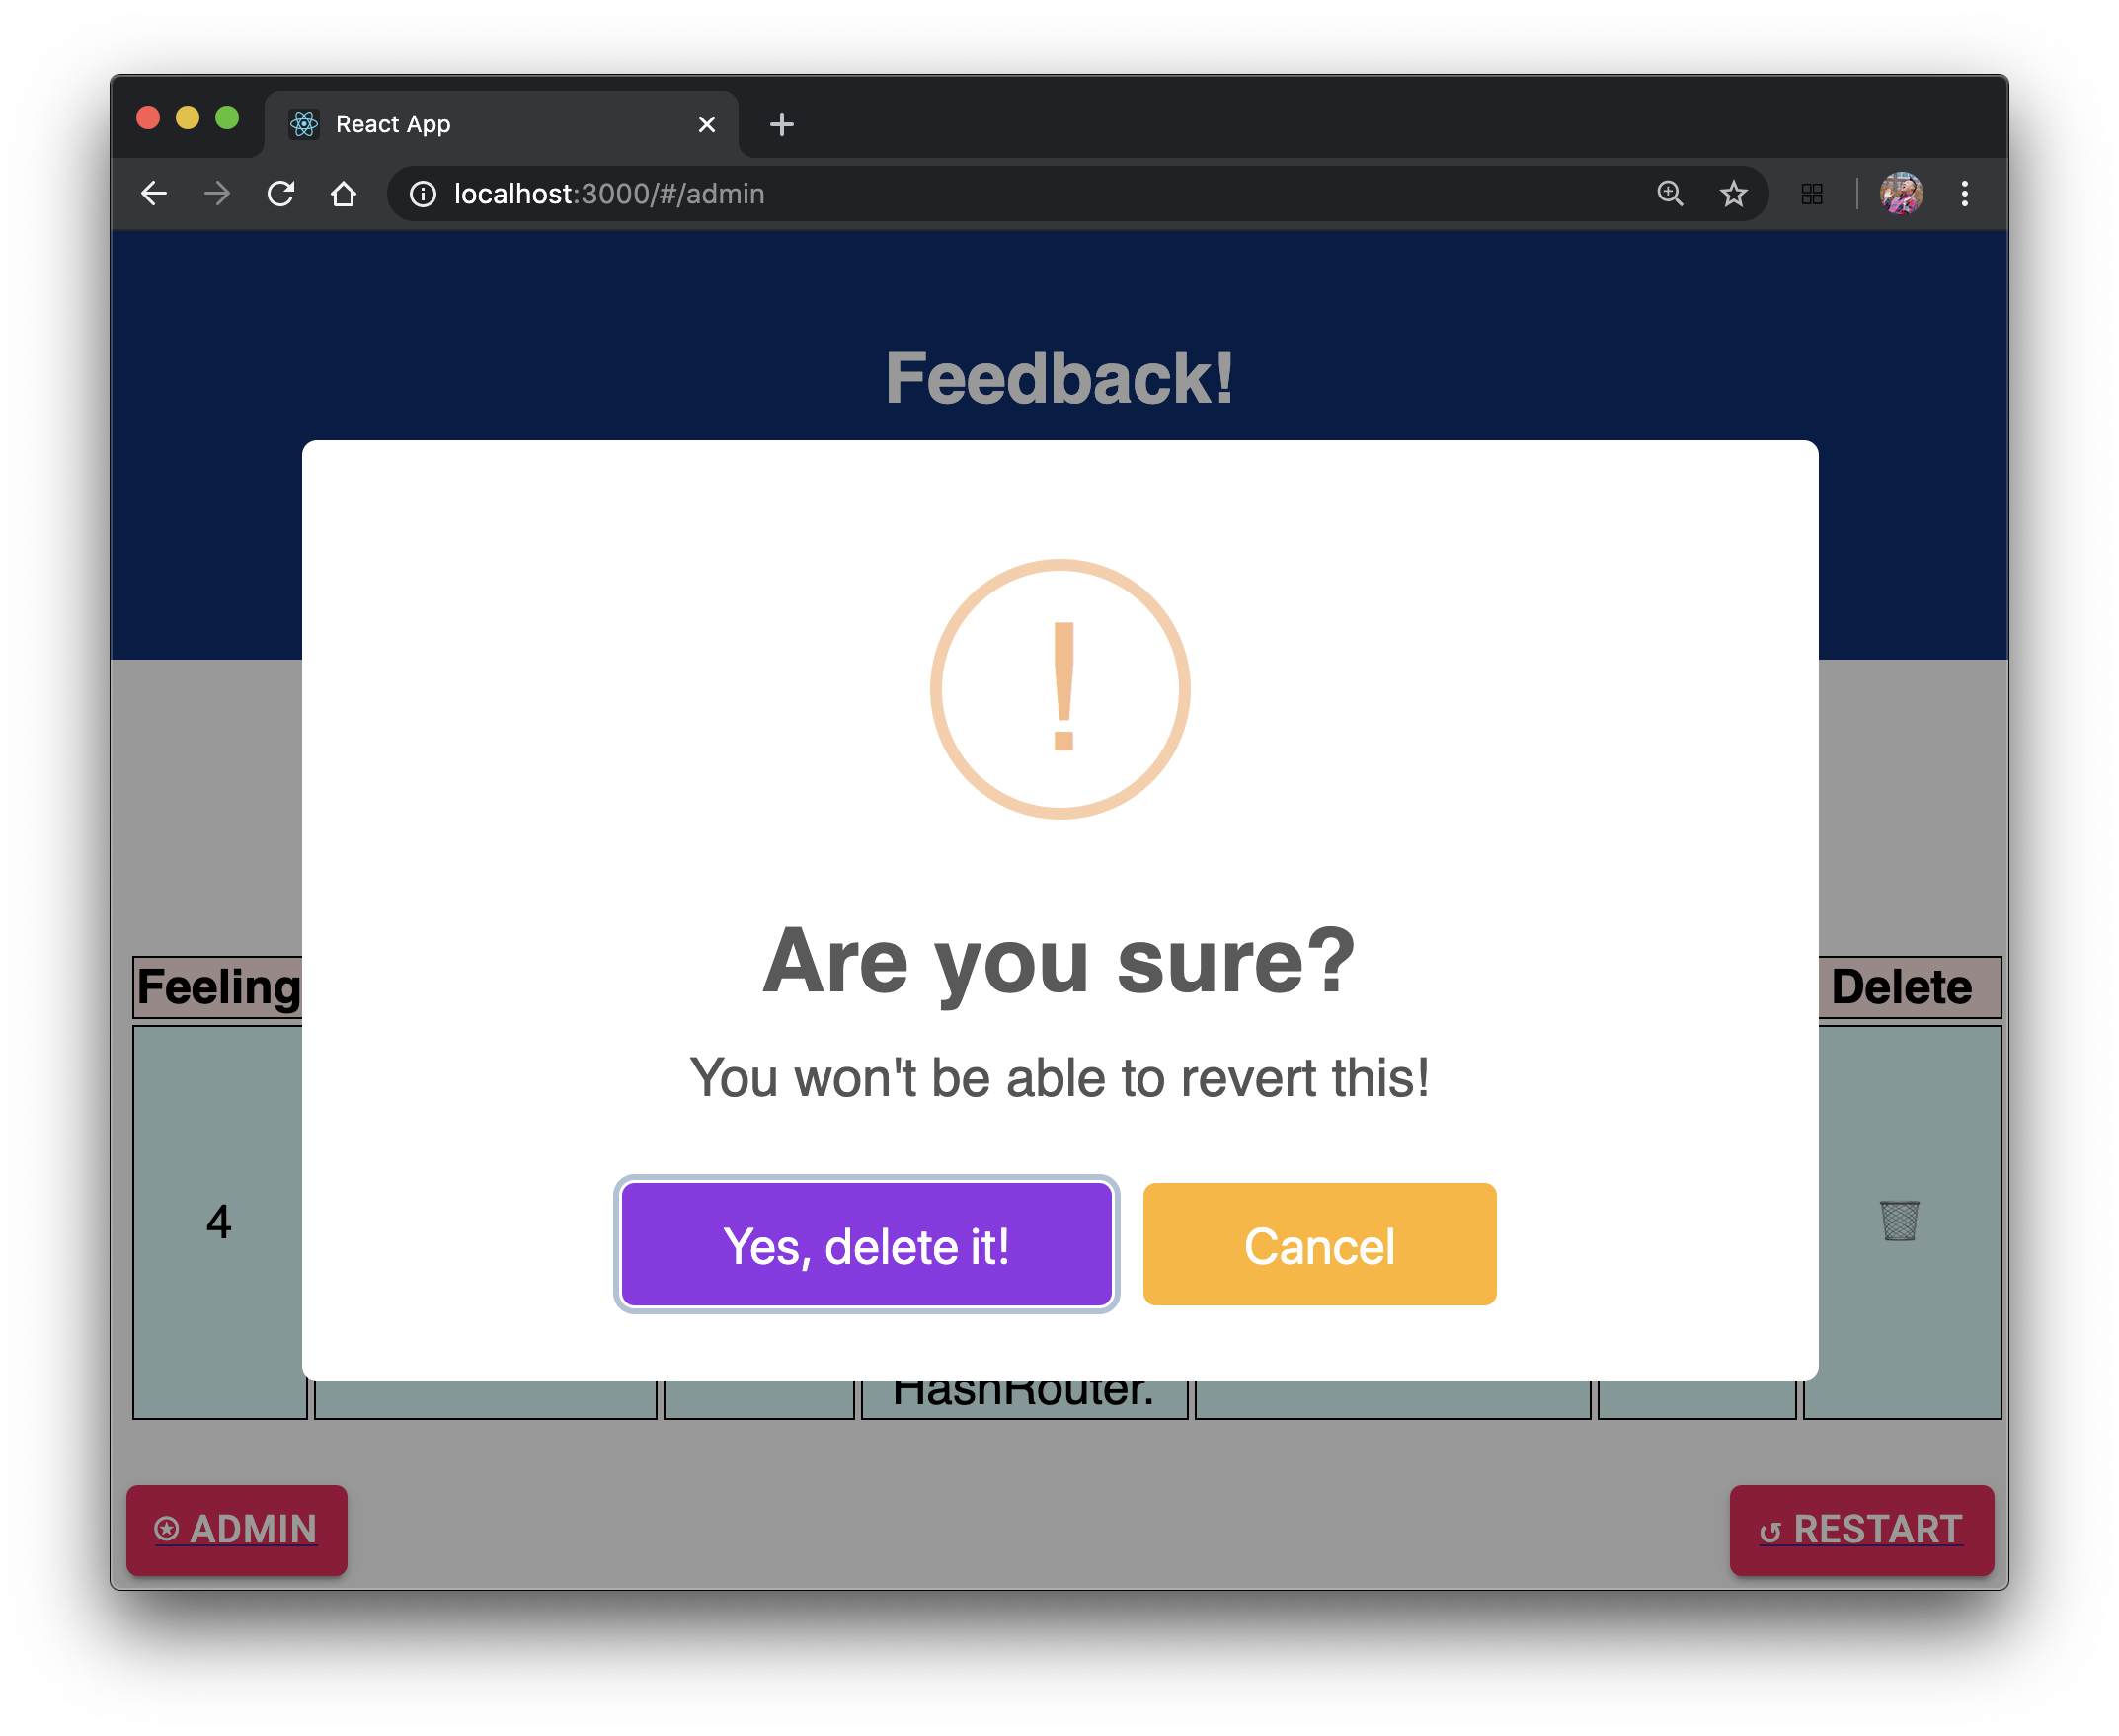 React App
localhost:3000/#/admin
Feedback!
!
Are you sure?
You won't be able to revert this!
Yes, delete it!
Cancel
Feeling
Delete
4
HashRouter.
✪ ADMIN
↺ RESTART